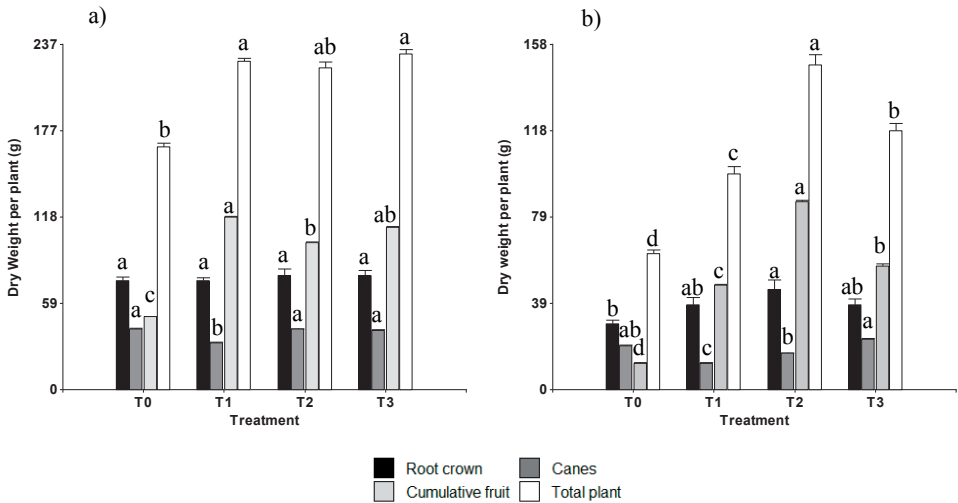 a)
237
177
118
59
0
Dry Weight per plant (g)
a
b
a
a
b
a
c
a
b
a
a
ab
a
b
a
a
a
ab
a
T0
T1
T2
T3
Treatment
b)
158
118
79
39
0
Dry weight per plant (g)
b
ab
d
d
ab
c
c
c
a
b
a
a
ab
a
b
b
T0
T1
T2
T3
Treatment
Root crown
Canes
Cumulative fruit
Total plant